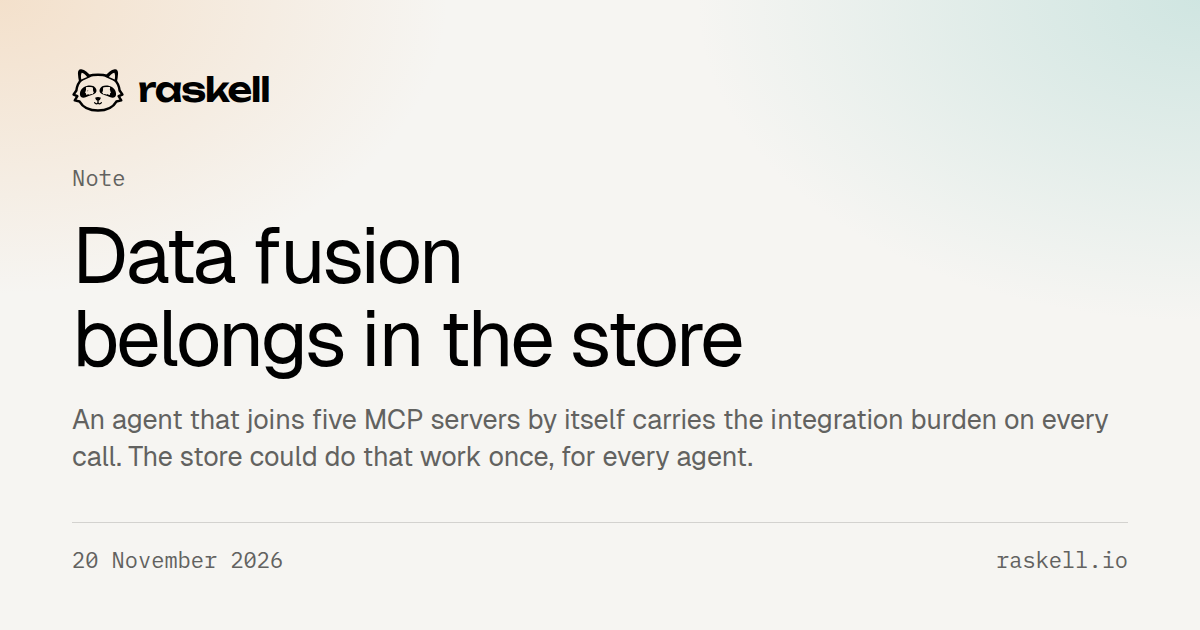 raskell
Note
Data fusion
belongs in the store
An agent that joins five MCP servers by itself carries the integration burden on every
call. The store could do that work once, for every agent.
20 November 2026
raskell.io